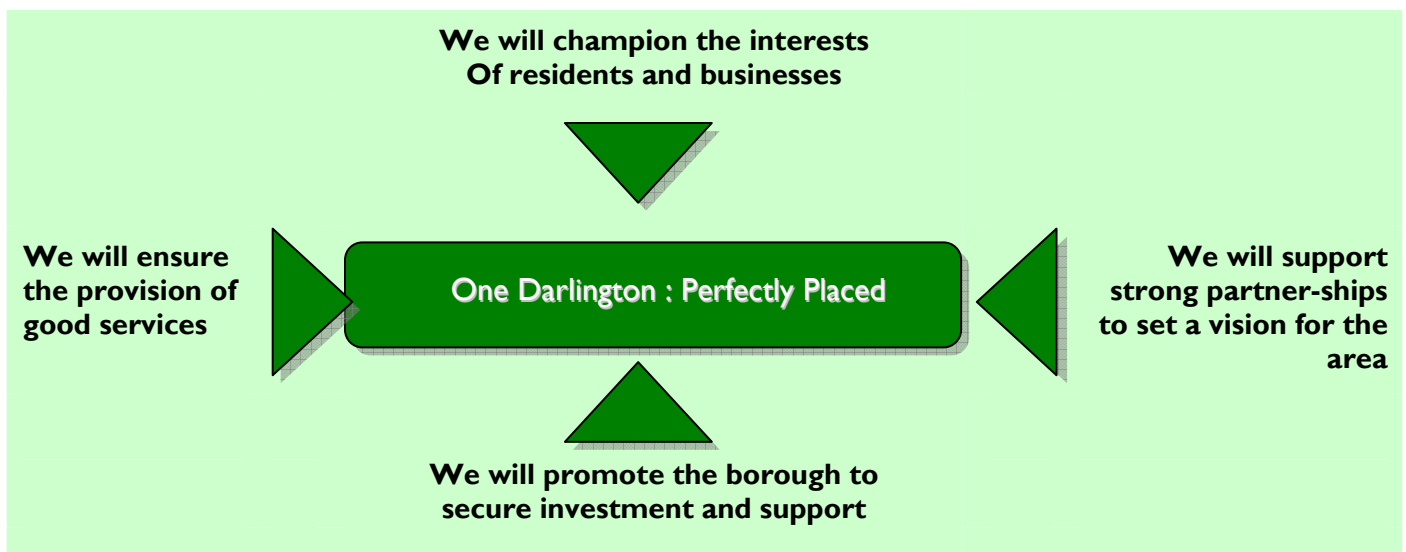 We will champion the interests
Of residents and businesses
We will ensure
the provision of
good services
One Darlington : Perfectly Placed
We will support
strong partner-ships
to set a vision for the
area
We will promote the borough to
secure investment and support